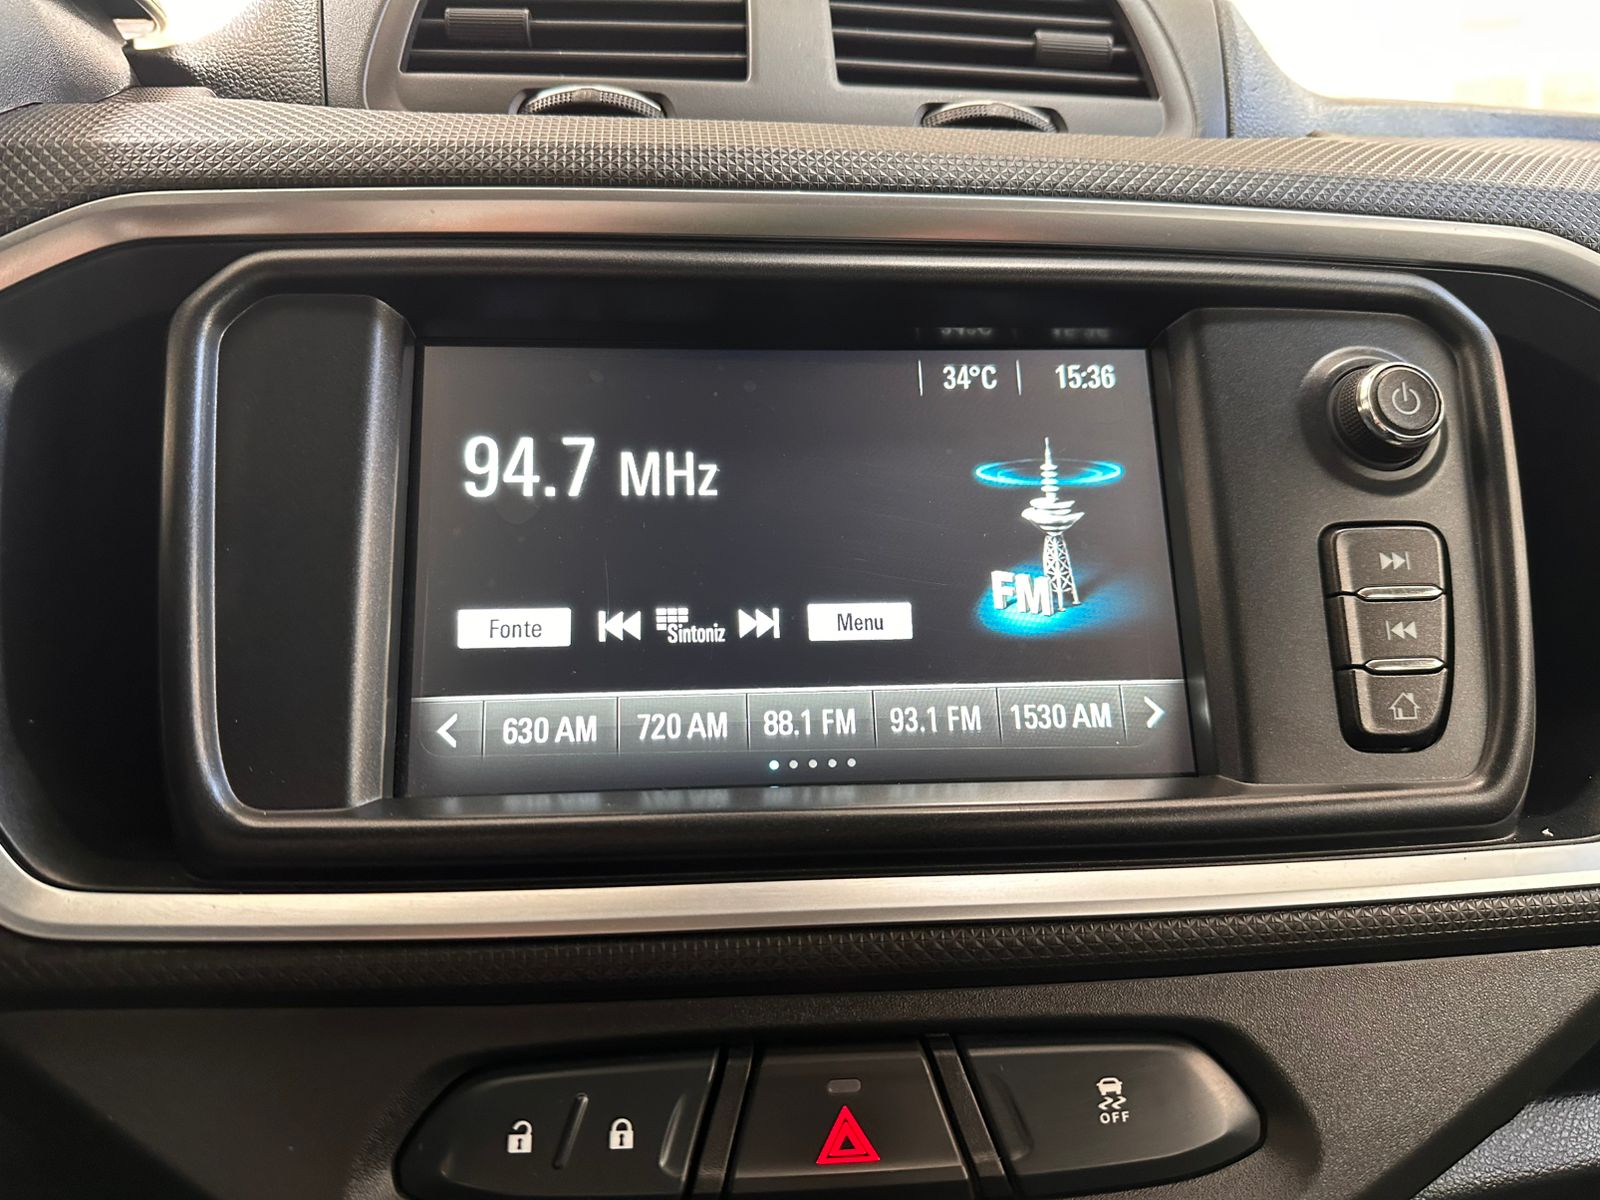 34°C 15:36
94.7 MHz
FM
Fonte Sintoniz Menu
630 AM 720 AM 88.1 FM 93.1 FM 1530 AM
OFF